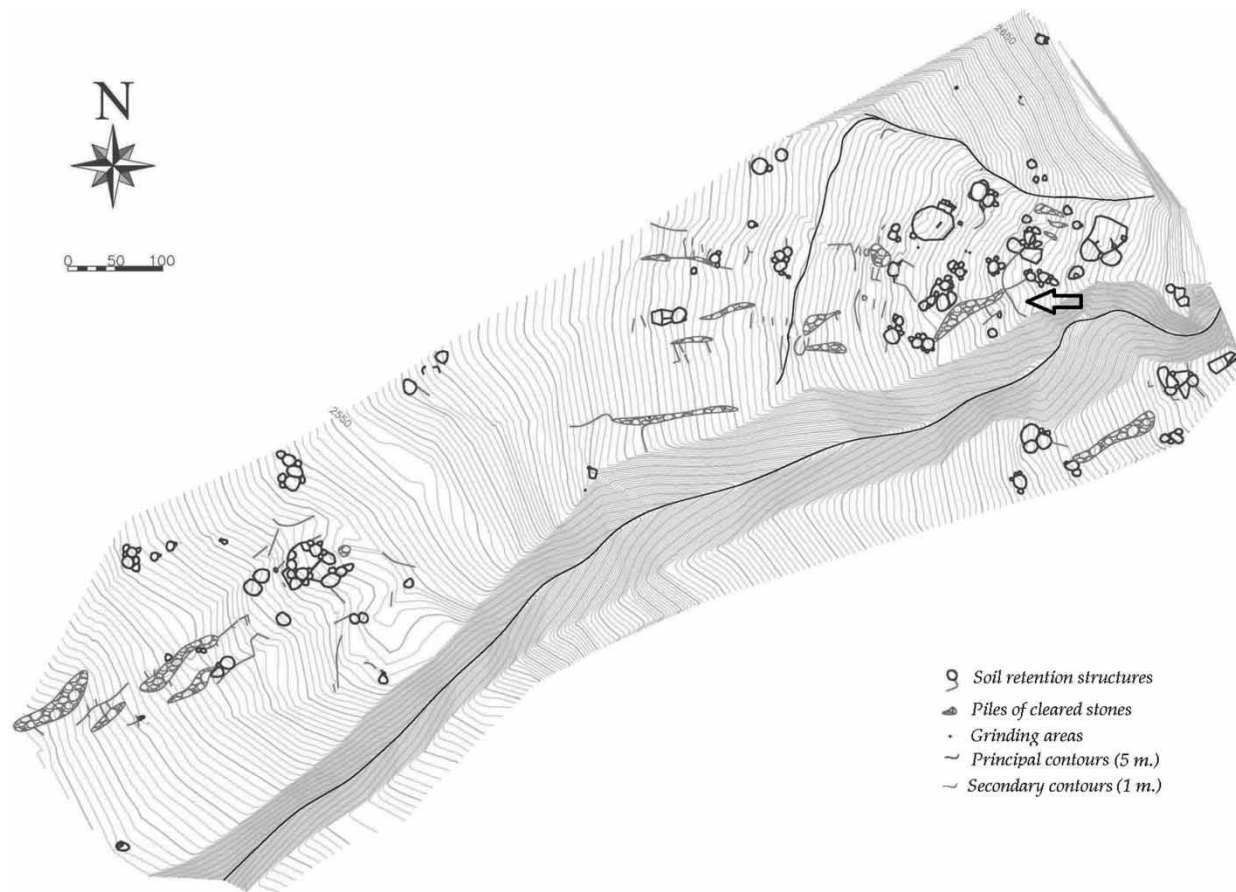 2650
N
0 50 100
2550
Soil retention structures
Piles of cleared stones
Grinding areas
Principal contours (5 m.)
Secondary contours (1 m.)